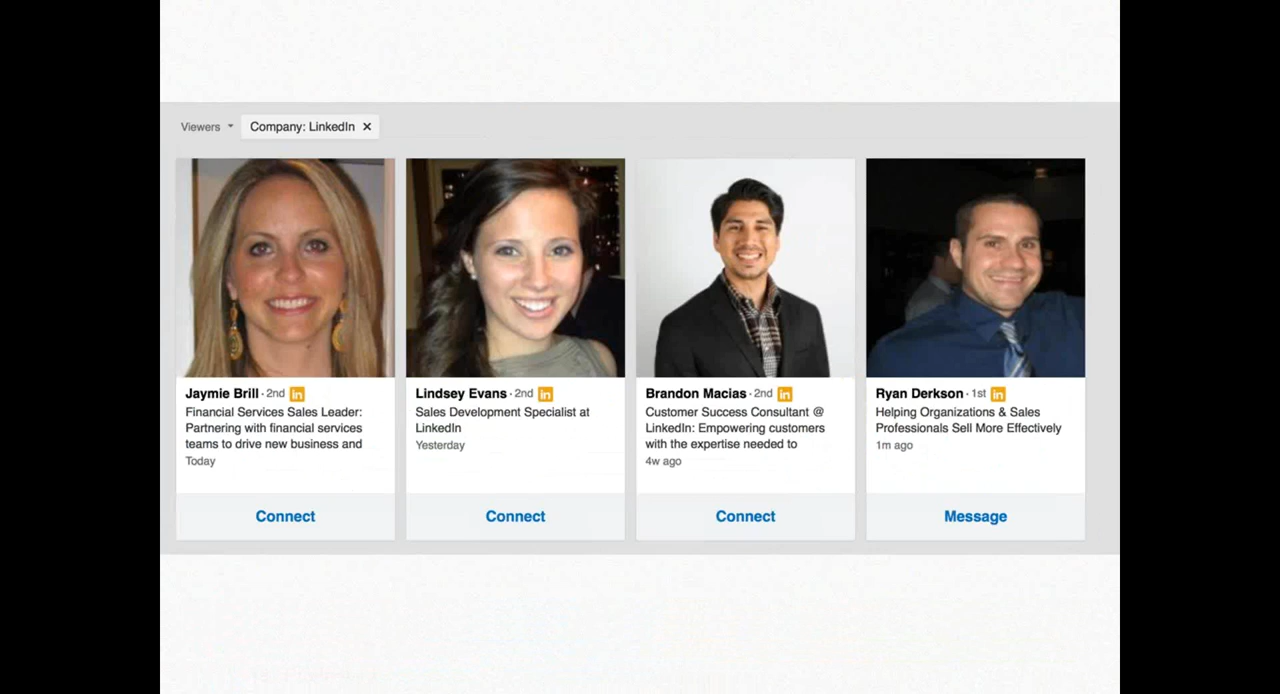 Viewers
Company: LinkedIn ✕
Jaymie Brill · 2nd in
Financial Services Sales Leader:
Partnering with financial services
teams to drive new business and
Today
Connect
Lindsey Evans · 2nd in
Sales Development Specialist at
LinkedIn
Yesterday
Connect
Brandon Macias · 2nd in
Customer Success Consultant @
LinkedIn: Empowering customers
with the expertise needed to
4w ago
Connect
Ryan Derkson · 1st in
Helping Organizations & Sales
Professionals Sell More Effectively
1m ago
Message